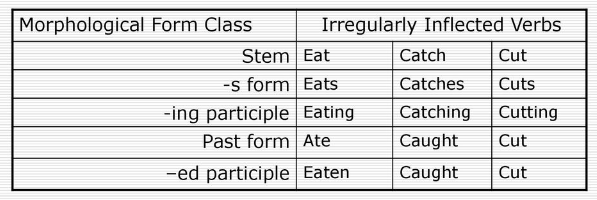 Morphological Form Class Irregularly Inflected Verbs
Stem Eat Catch Cut
-s form Eats Catches Cuts
-ing participle Eating Catching Cutting
Past form Ate Caught Cut
–ed participle Eaten Caught Cut